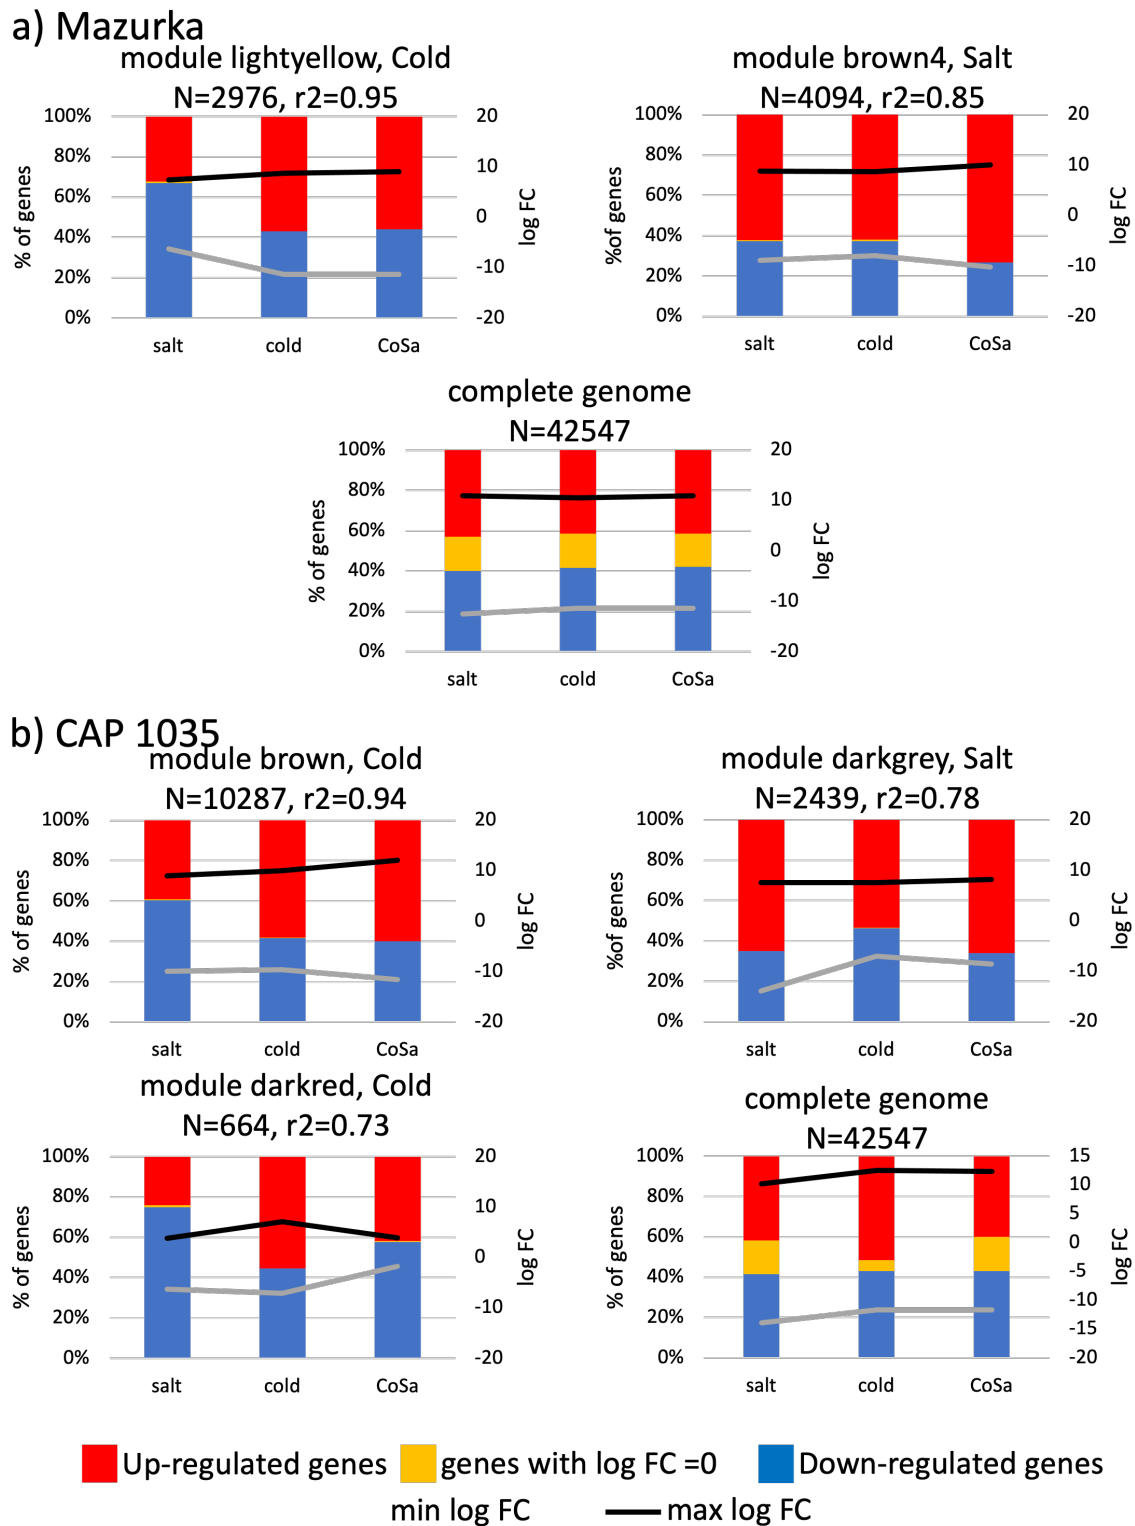 a) Mazurka
module lightyellow, Cold
N=2976, r2=0.95
100%
80%
60%
40%
20%
0%
% of genes
20
10
0
-10
-20
log FC
salt cold CoSa
module brown4, Salt
N=4094, r2=0.85
100%
80%
60%
40%
20%
0%
%of genes
20
10
0
-10
-20
log FC
salt cold CoSa
complete genome
N=42547
100%
80%
60%
40%
20%
0%
% of genes
20
10
0
-10
-20
log FC
salt cold CoSa
b) CAP 1035
module brown, Cold
N=10287, r2=0.94
100%
80%
60%
40%
20%
0%
% of genes
20
10
0
-10
-20
log FC
salt cold CoSa
module darkgrey, Salt
N=2439, r2=0.78
100%
80%
60%
40%
20%
0%
%of genes
20
10
0
-10
-20
log FC
salt cold CoSa
module darkred, Cold
N=664, r2=0.73
100%
80%
60%
40%
20%
0%
% of genes
20
10
0
-10
-20
log FC
salt cold CoSa
complete genome
N=42547
100%
80%
60%
40%
20%
0%
% of genes
15
10
5
0
-5
-10
-15
-20
log FC
salt cold CoSa
Up-regulated genes genes with log FC =0 Down-regulated genes
min log FC max log FC